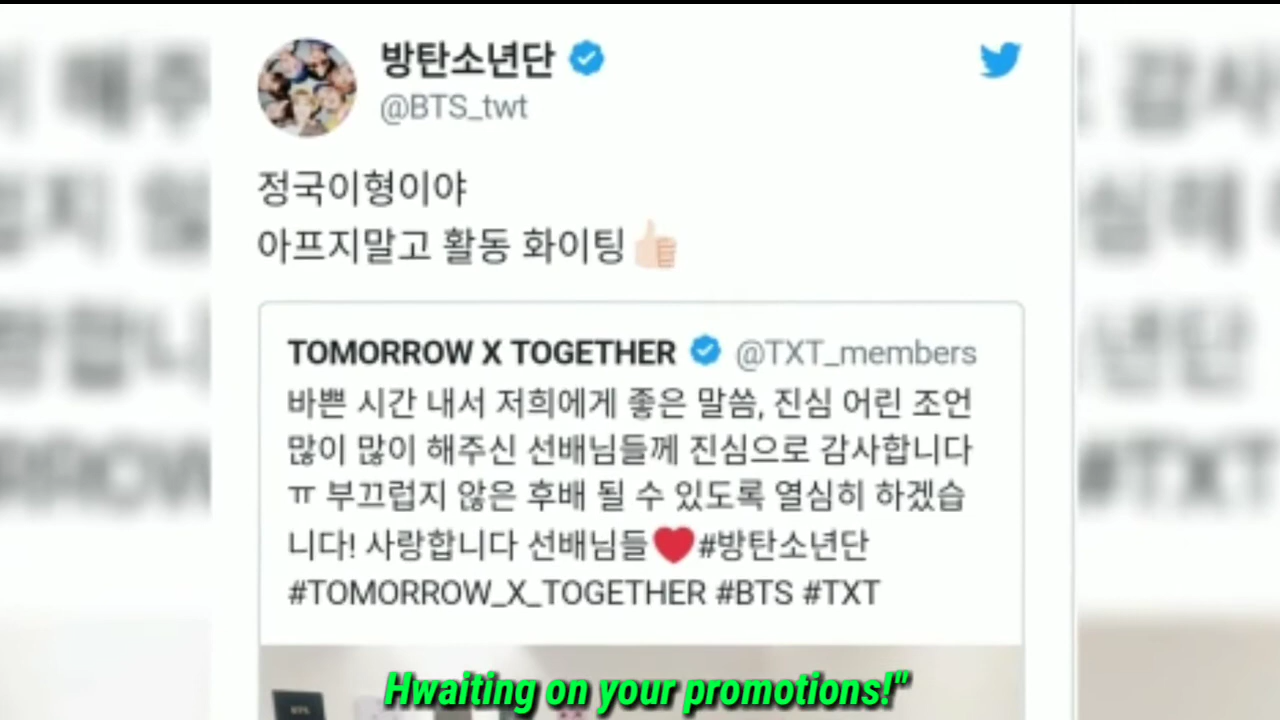 방탄소년단
@BTS_twt
정국이형이야
아프지말고 활동 화이팅👍🏻
TOMORROW X TOGETHER @TXT_members
바쁜 시간 내서 저희에게 좋은 말씀, 진심 어린 조언
많이 많이 해주신 선배님들께 진심으로 감사합니다
ㅠ 부끄럽지 않은 후배 될 수 있도록 열심히 하겠습
니다! 사랑합니다 선배님들❤️#방탄소년단
#TOMORROW_X_TOGETHER #BTS #TXT
BTS
Hwaiting on your promotions!"